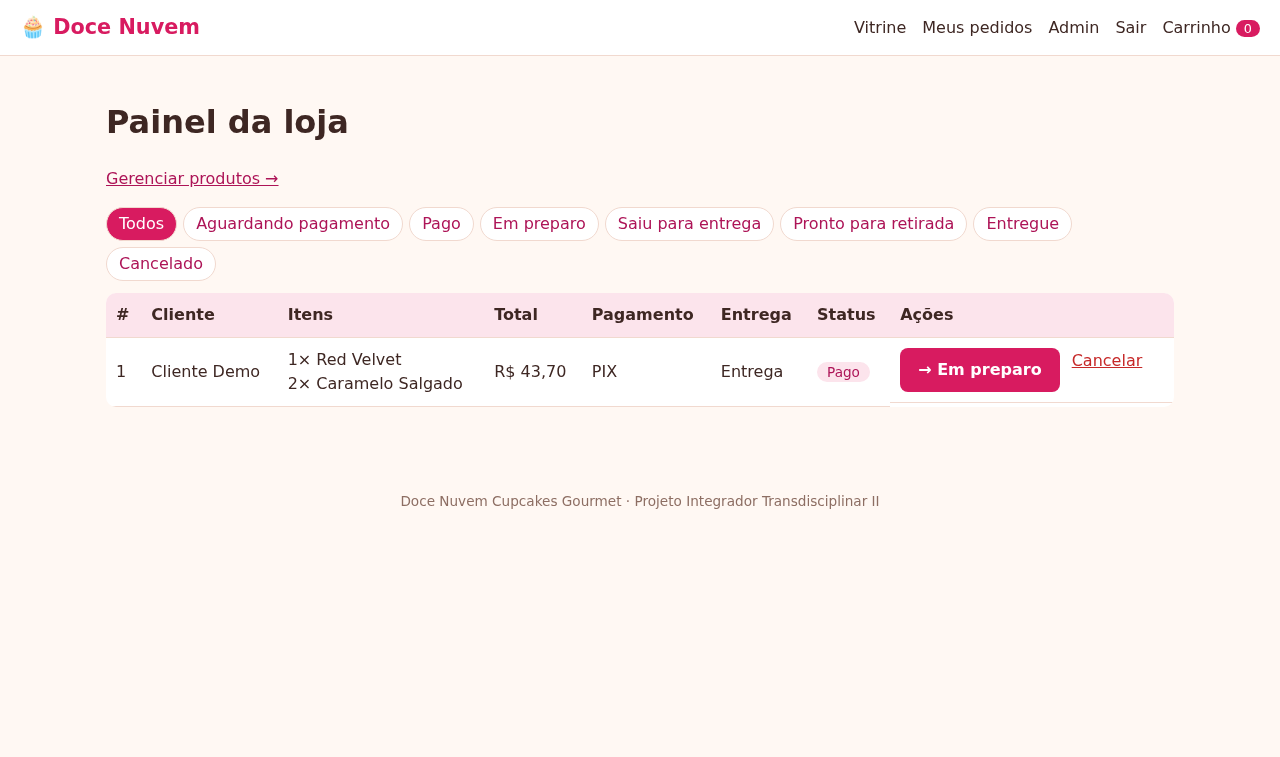 🧁 Doce Nuvem
Vitrine Meus pedidos Admin Sair Carrinho 0
Painel da loja
Gerenciar produtos →
Todos Aguardando pagamento Pago Em preparo Saiu para entrega Pronto para retirada Entregue
Cancelado
# Cliente Itens Total Pagamento Entrega Status Ações
1 Cliente Demo 1× Red Velvet R$ 43,70 PIX Entrega Pago → Em preparo Cancelar
2× Caramelo Salgado
Doce Nuvem Cupcakes Gourmet · Projeto Integrador Transdisciplinar II